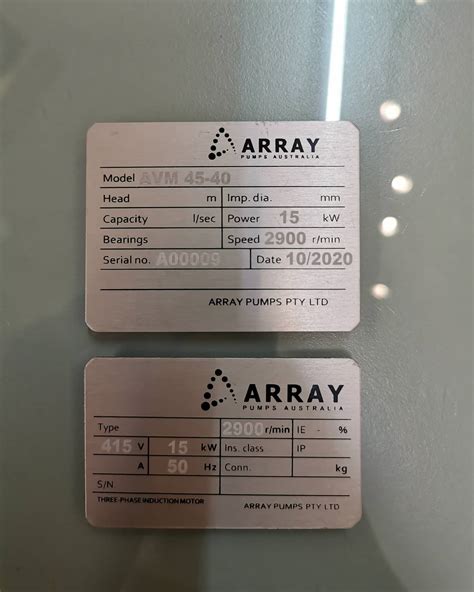 ARRAY
PUMPS AUSTRALIA
Model AVM 45-40
Head m Imp. dia. mm
Capacity l/sec Power 15 kW
Bearings Speed 2900 r/min
Serial no. A00009 Date 10/2020
ARRAY PUMPS PTY LTD
ARRAY
PUMPS AUSTRALIA
Type 2900 r/min IE - %
415 V 15 kW Ins. class IP
A 50 Hz Conn. kg
S/N
THREE-PHASE INDUCTION MOTOR ARRAY PUMPS PTY LTD